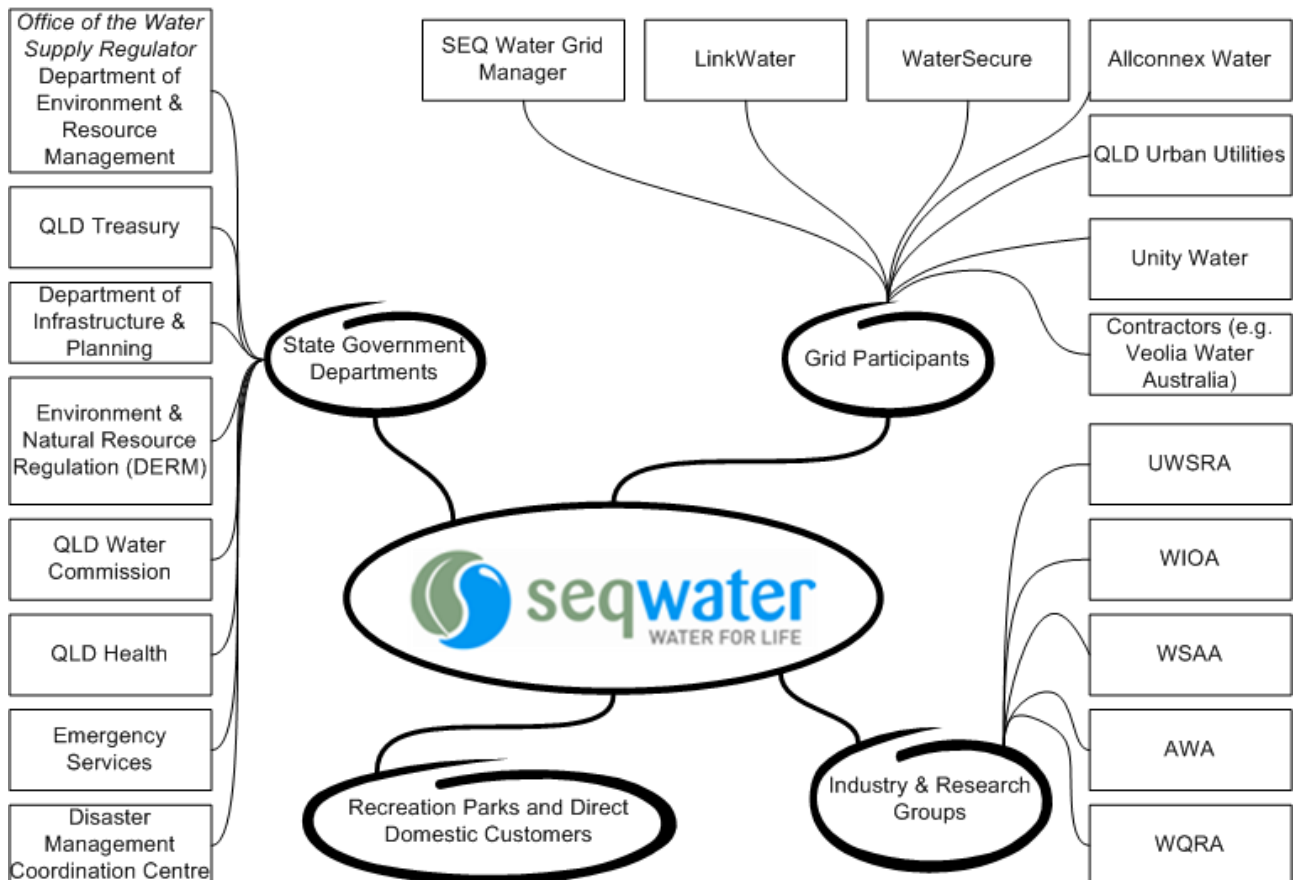 Office of the Water
Supply Regulator
Department of
Environment &
Resource
Management
QLD Treasury
Department of
Infrastructure &
Planning
Environment &
Natural Resource
Regulation (DERM)
QLD Water
Commission
QLD Health
Emergency
Services
Disaster
Management
Coordination Centre
State Government
Departments
SEQ Water Grid
Manager
LinkWater
WaterSecure
Allconnex Water
QLD Urban Utilities
Unity Water
Contractors (e.g.
Veolia Water
Australia)
Grid Participants
seqwater
WATER FOR LIFE
UWSRA
WIOA
WSAA
AWA
WQRA
Industry & Research
Groups
Recreation Parks and Direct
Domestic Customers